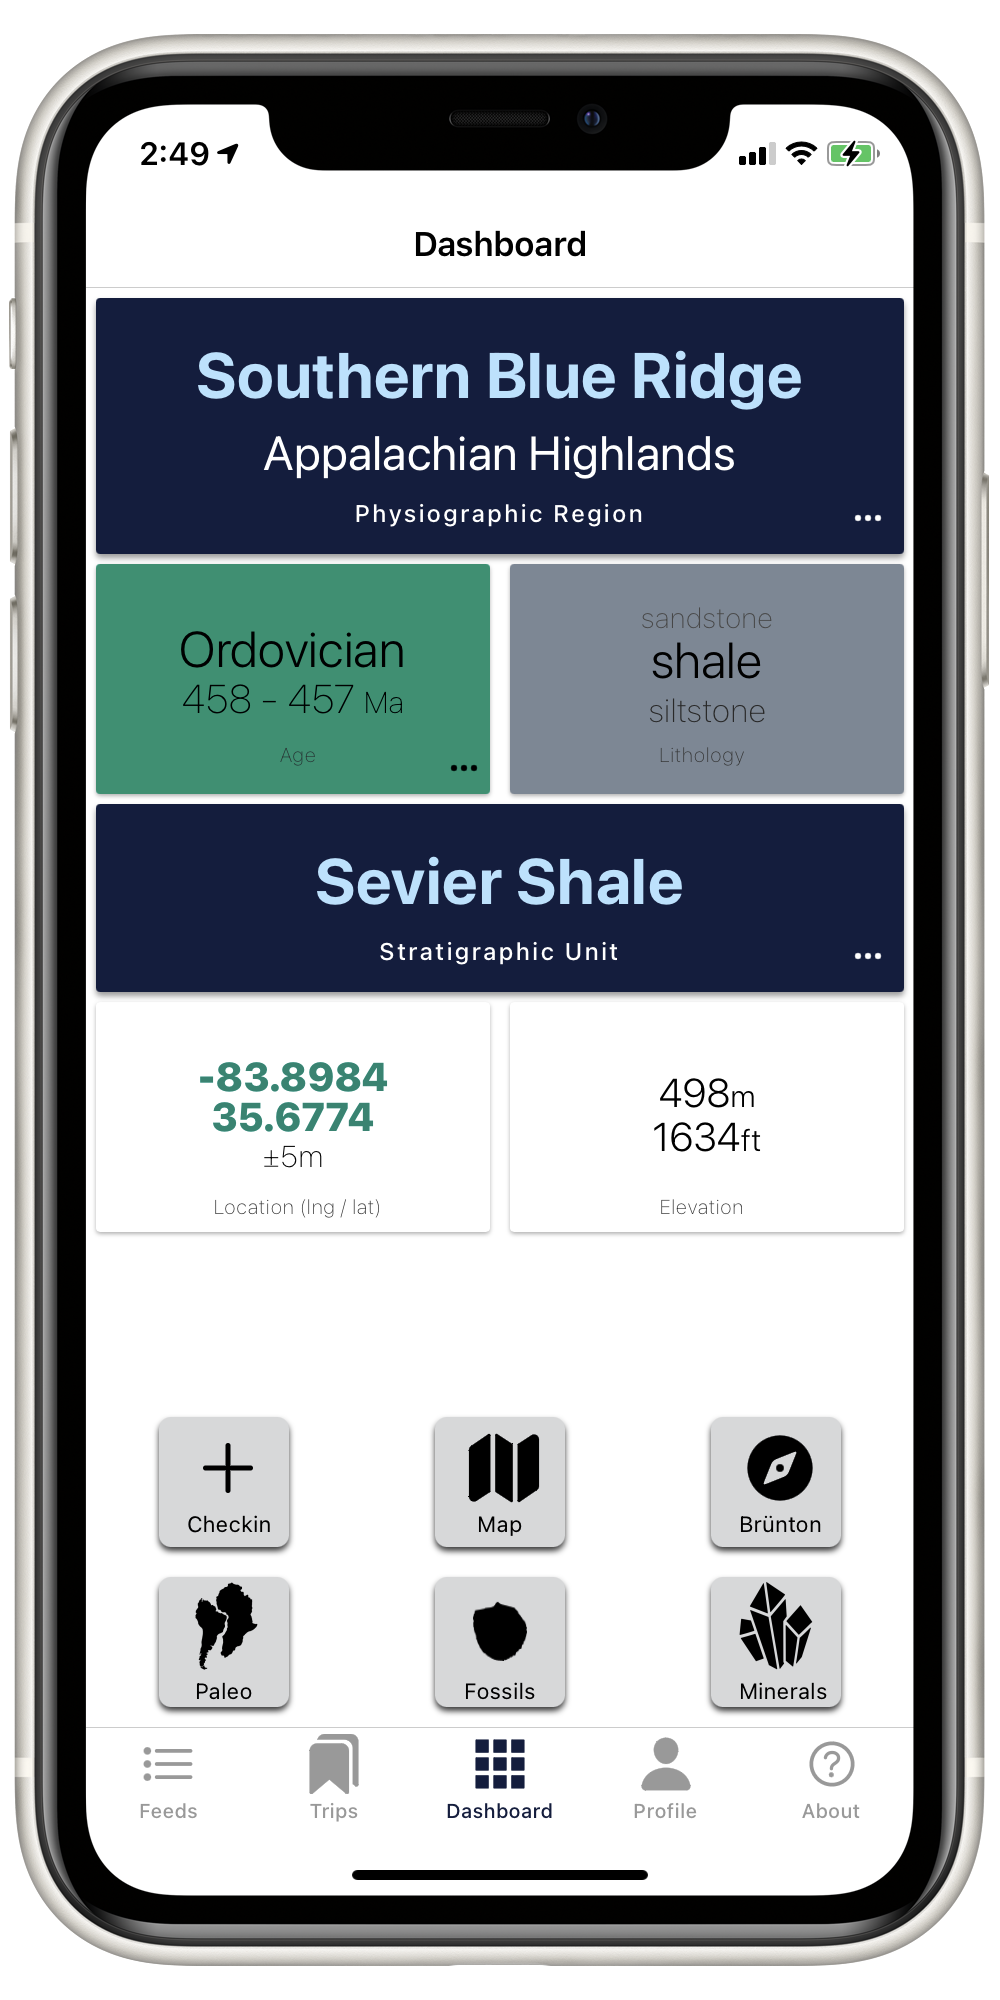 2:49
Dashboard
Southern Blue Ridge
Appalachian Highlands
Physiographic Region
Ordovician
458 - 457 Ma
Age
sandstone
shale
siltstone
Lithology
Sevier Shale
Stratigraphic Unit
-83.8984
35.6774
±5m
Location (lng / lat)
498m
1634ft
Elevation
Checkin
Map
Brünton
Paleo
Fossils
Minerals
Feeds
Trips
Dashboard
Profile
About